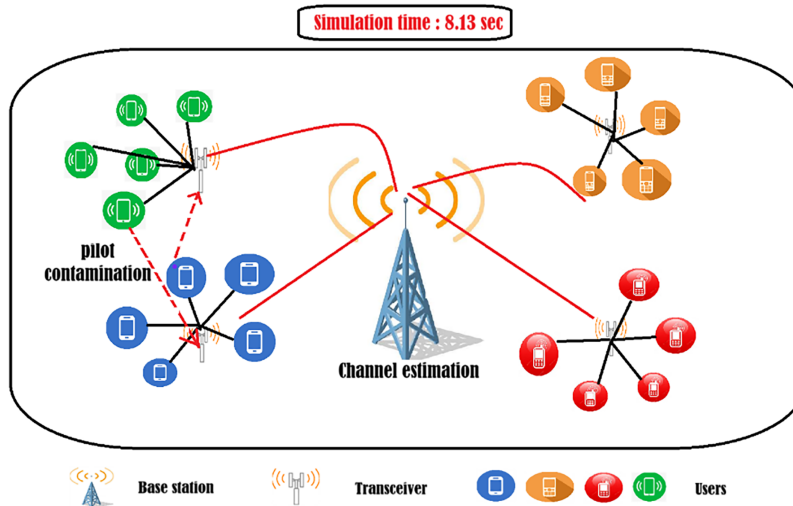 Simulation time : 8.13 sec
pilot
contamination
Channel estimation
Base station
Transceiver
Users